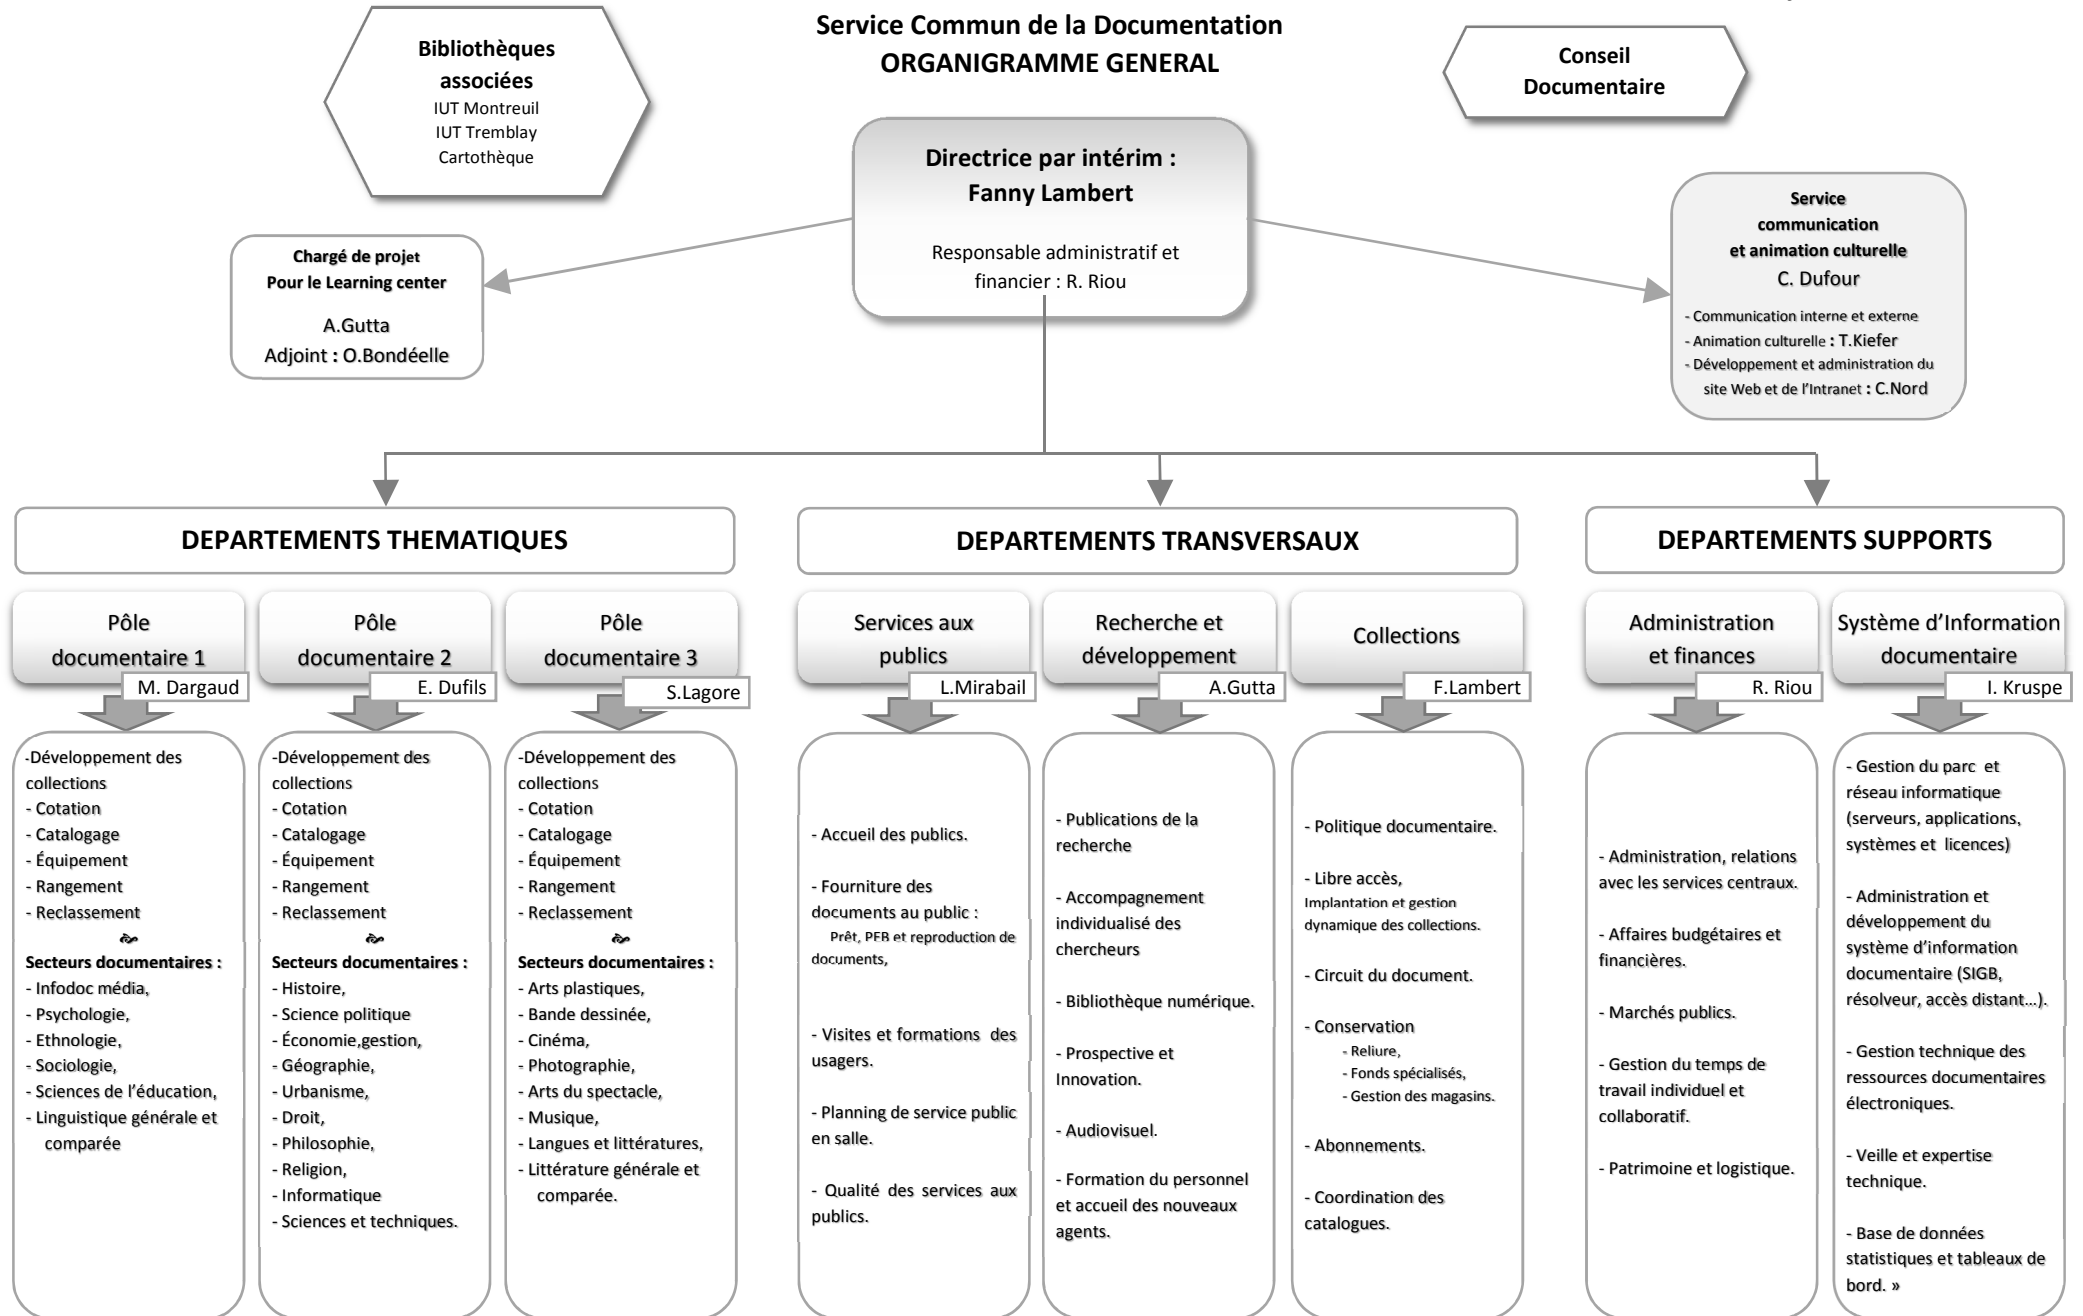 Service Commun de la Documentation
ORGANIGRAMME GENERAL
Bibliothèques
associées
IUT Montreuil
IUT Tremblay
Cartothèque
Conseil
Documentaire
Directrice par intérim :
Fanny Lambert
Responsable administratif et
financier : R. Riou
Chargé de projet
Pour le Learning center
A.Gutta
Adjoint : O.Bondéelle
Service
communication
et animation culturelle
C. Dufour
- Communication interne et externe
- Animation culturelle : T.Kiefer
- Développement et administration du
site Web et de l'Intranet : C.Nord
DEPARTEMENTS THEMATIQUES
DEPARTEMENTS TRANSVERSAUX
DEPARTEMENTS SUPPORTS
Pôle
documentaire 1
M. Dargaud
-Développement des
collections
- Cotation
- Catalogage
- Équipement
- Rangement
- Reclassement
Secteurs documentaires :
- Infodoc média,
- Psychologie,
- Ethnologie,
- Sociologie,
- Sciences de l'éducation,
- Linguistique générale et
comparée
Pôle
documentaire 2
E. Dufils
-Développement des
collections
- Cotation
- Catalogage
- Équipement
- Rangement
- Reclassement
Secteurs documentaires :
- Histoire,
- Science politique
- Économie,gestion,
- Géographie,
- Urbanisme,
- Droit,
- Philosophie,
- Religion,
- Informatique
- Sciences et techniques.
Pôle
documentaire 3
S.Lagore
-Développement des
collections
- Cotation
- Catalogage
- Équipement
- Rangement
- Reclassement
Secteurs documentaires :
- Arts plastiques,
- Bande dessinée,
- Cinéma,
- Photographie,
- Arts du spectacle,
- Musique,
- Langues et littératures,
- Littérature générale et
comparée.
Services aux
publics
L.Mirabail
- Accueil des publics.
- Fourniture des
documents au public :
Prêt, PEB et reproduction de
documents,
- Visites et formations des
usagers.
- Planning de service public
en salle.
- Qualité des services aux
publics.
Recherche et
développement
A.Gutta
- Publications de la
recherche
- Accompagnement
individualisé des
chercheurs
- Bibliothèque numérique.
- Prospective et
Innovation.
- Audiovisuel.
- Formation du personnel
et accueil des nouveaux
agents.
Collections
F.Lambert
- Politique documentaire.
- Libre accès,
Implantation et gestion
dynamique des collections.
- Circuit du document.
- Conservation
- Reliure,
- Fonds spécialisés,
- Gestion des magasins.
- Abonnements.
- Coordination des
catalogues.
Administration
et finances
R. Riou
- Administration, relations
avec les services centraux.
- Affaires budgétaires et
financières.
- Marchés publics.
- Gestion du temps de
travail individuel et
collaboratif.
- Patrimoine et logistique.
Système d'Information
documentaire
I. Kruspe
- Gestion du parc et
réseau informatique
(serveurs, applications,
systèmes et licences)
- Administration et
développement du
système d'information
documentaire (SIGB,
résolveur, accès distant…).
- Gestion technique des
ressources documentaires
électroniques.
- Veille et expertise
technique.
- Base de données
statistiques et tableaux de
bord. »